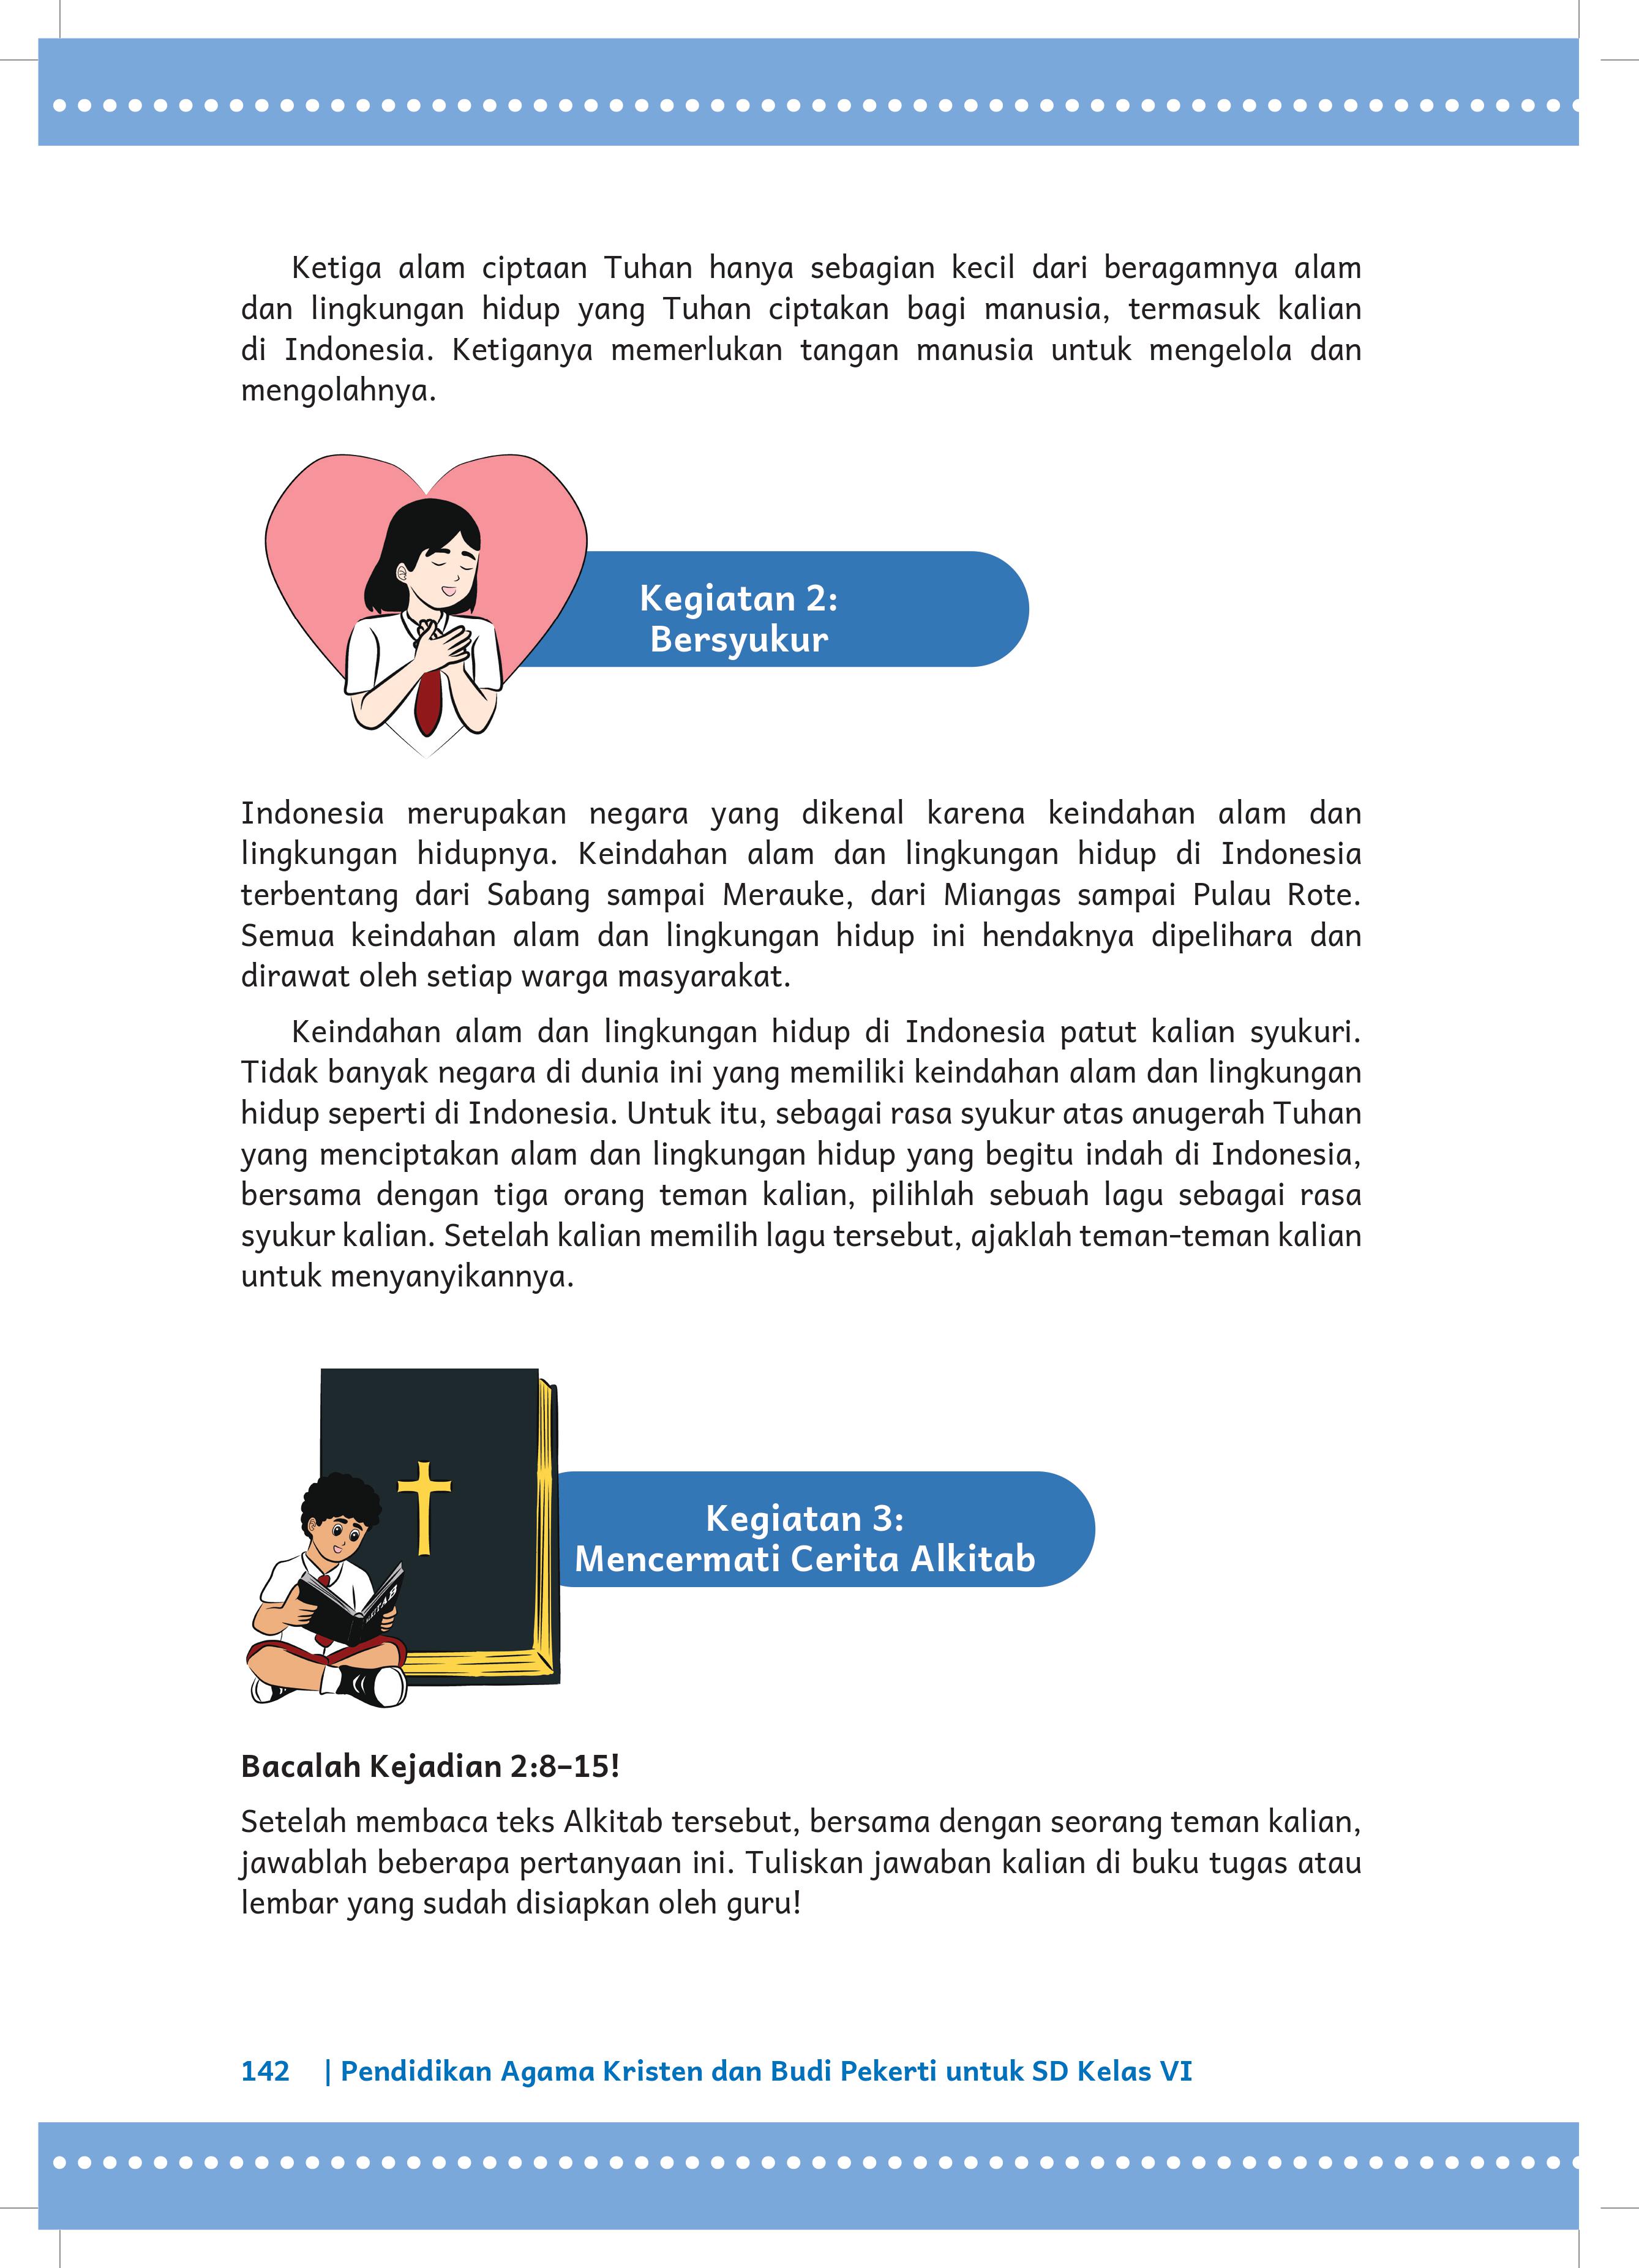 Ketiga alam ciptaan Tuhan hanya sebagian kecil dari beragamnya alam
dan lingkungan hidup yang Tuhan ciptakan bagi manusia, termasuk kalian
di Indonesia. Ketiganya memerlukan tangan manusia untuk mengelola dan
mengolahnya.
Kegiatan 2:
Bersyukur
Indonesia merupakan negara yang dikenal karena keindahan alam dan
lingkungan hidupnya. Keindahan alam dan lingkungan hidup di Indonesia
terbentang dari Sabang sampai Merauke, dari Miangas sampai Pulau Rote.
Semua keindahan alam dan lingkungan hidup ini hendaknya dipelihara dan
dirawat oleh setiap warga masyarakat.
Keindahan alam dan lingkungan hidup di Indonesia patut kalian syukuri.
Tidak banyak negara di dunia ini yang memiliki keindahan alam dan lingkungan
hidup seperti di Indonesia. Untuk itu, sebagai rasa syukur atas anugerah Tuhan
yang menciptakan alam dan lingkungan hidup yang begitu indah di Indonesia,
bersama dengan tiga orang teman kalian, pilihlah sebuah lagu sebagai rasa
syukur kalian. Setelah kalian memilih lagu tersebut, ajaklah teman-teman kalian
untuk menyanyikannya.
Kegiatan 3:
Mencermati Cerita Alkitab
Bacalah Kejadian 2:8–15!
Setelah membaca teks Alkitab tersebut, bersama dengan seorang teman kalian,
jawablah beberapa pertanyaan ini. Tuliskan jawaban kalian di buku tugas atau
lembar yang sudah disiapkan oleh guru!
142 | Pendidikan Agama Kristen dan Budi Pekerti untuk SD Kelas VI